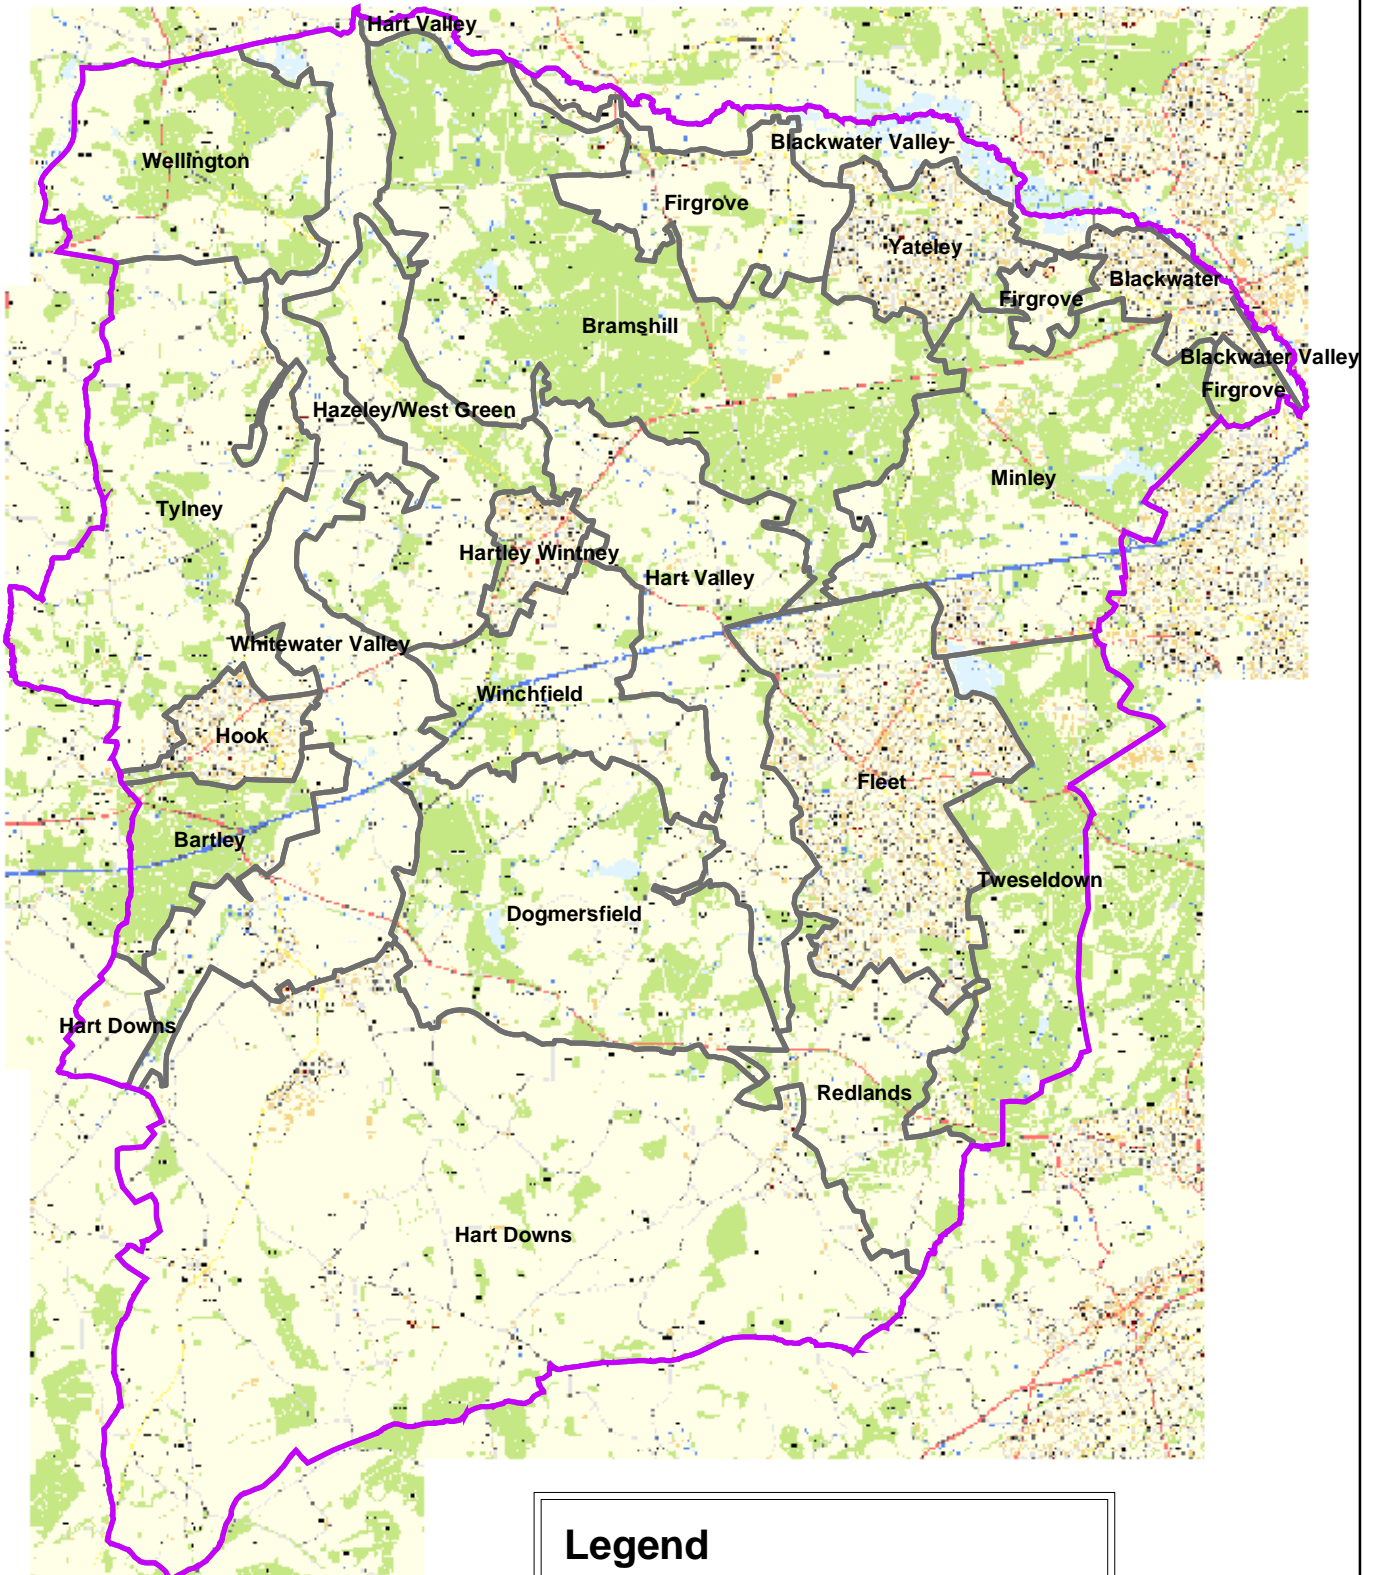 Hart Valley
Blackwater Valley
Wellington
Firgrove
Yateley
Blackwater
Firgrove
Bramshill
Blackwater Valley
Firgrove
Hazeley/West Green
Minley
Tylney
Hartley Wintney
Hart Valley
Whitewater Valley
Winchfield
Hook
Fleet
Bartley
Tweseldown
Dogmersfield
Hart Downs
Redlands
Hart Downs
Legend